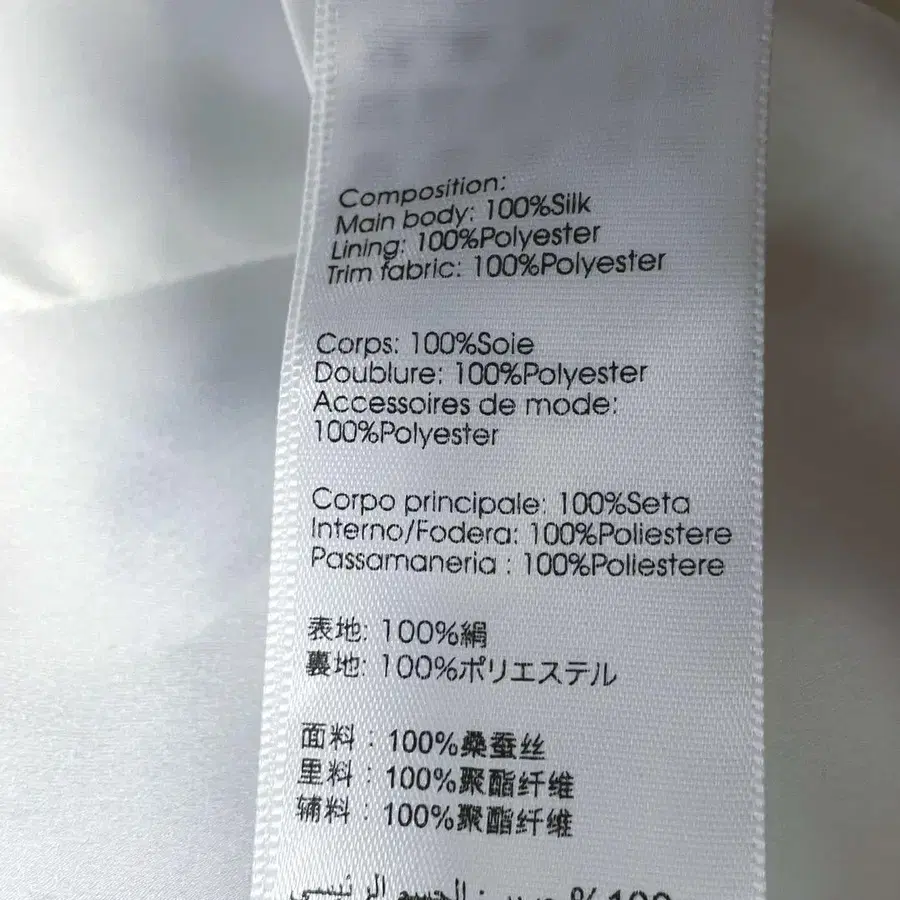 Composition:
Main body: 100%Silk
Lining: 100%Polyester
Trim fabric: 100%Polyester
Corps: 100%Soie
Doublure: 100%Polyester
Accessoires de mode:
100%Polyester
Corpo principale: 100%Seta
Interno/Fodera: 100%Poliestere
Passamaneria : 100%Poliestere
表地: 100%絹
裏地: 100%ポリエステル
面料：100%桑蚕丝
里料：100%聚酯纤维
辅料：100%聚酯纤维